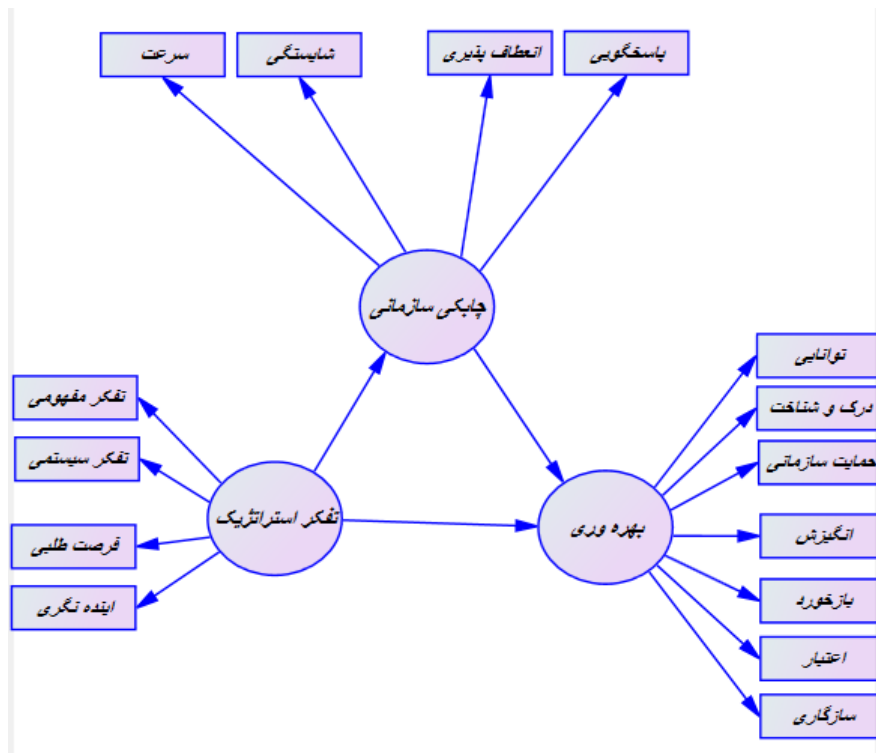 پاسخگویی
انعطاف پذیری
شایستگی
سرعت
چابکی سازمانی
توانایی
درک و شناخت
حمایت سازمانی
انگیزش
بازخورد
اعتبار
سازگاری
بهره وری
تفکر استراتژیک
تفکر مفهومی
تفکر سیستمی
فرصت طلبی
اینده نگری